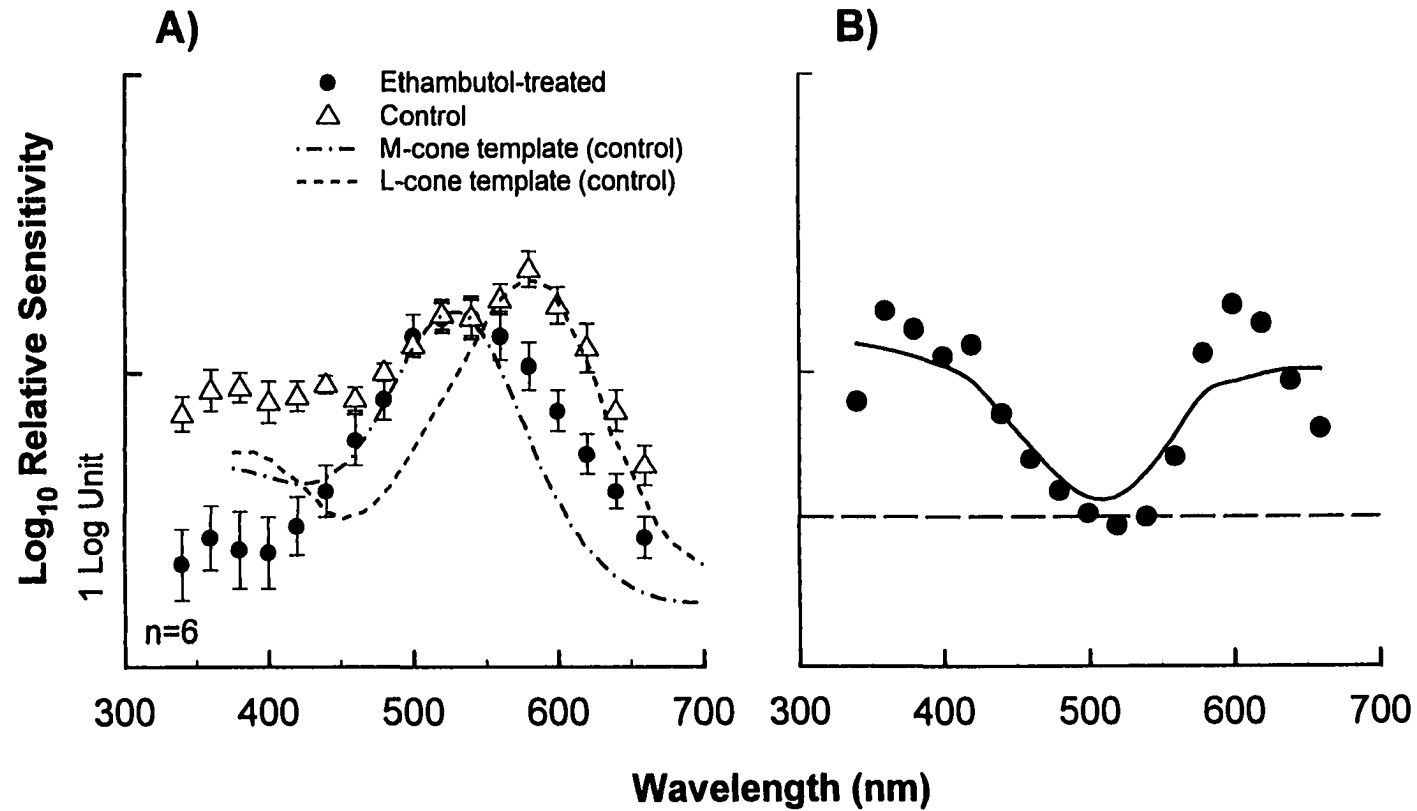 A)
B)
Ethambutol-treated
Control
M-cone template (control)
L-cone template (control)
Log10 Relative Sensitivity
1 Log Unit
n=6
300 400 500 600 700
300 400 500 600 700
Wavelength (nm)